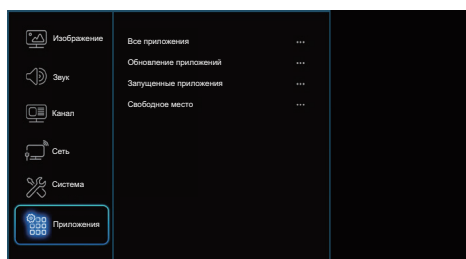 Изображение
Звук
Канал
Сеть
Система
Приложения
Все приложения ...
Обновление приложений ...
Запущенные приложения ...
Свободное место ...